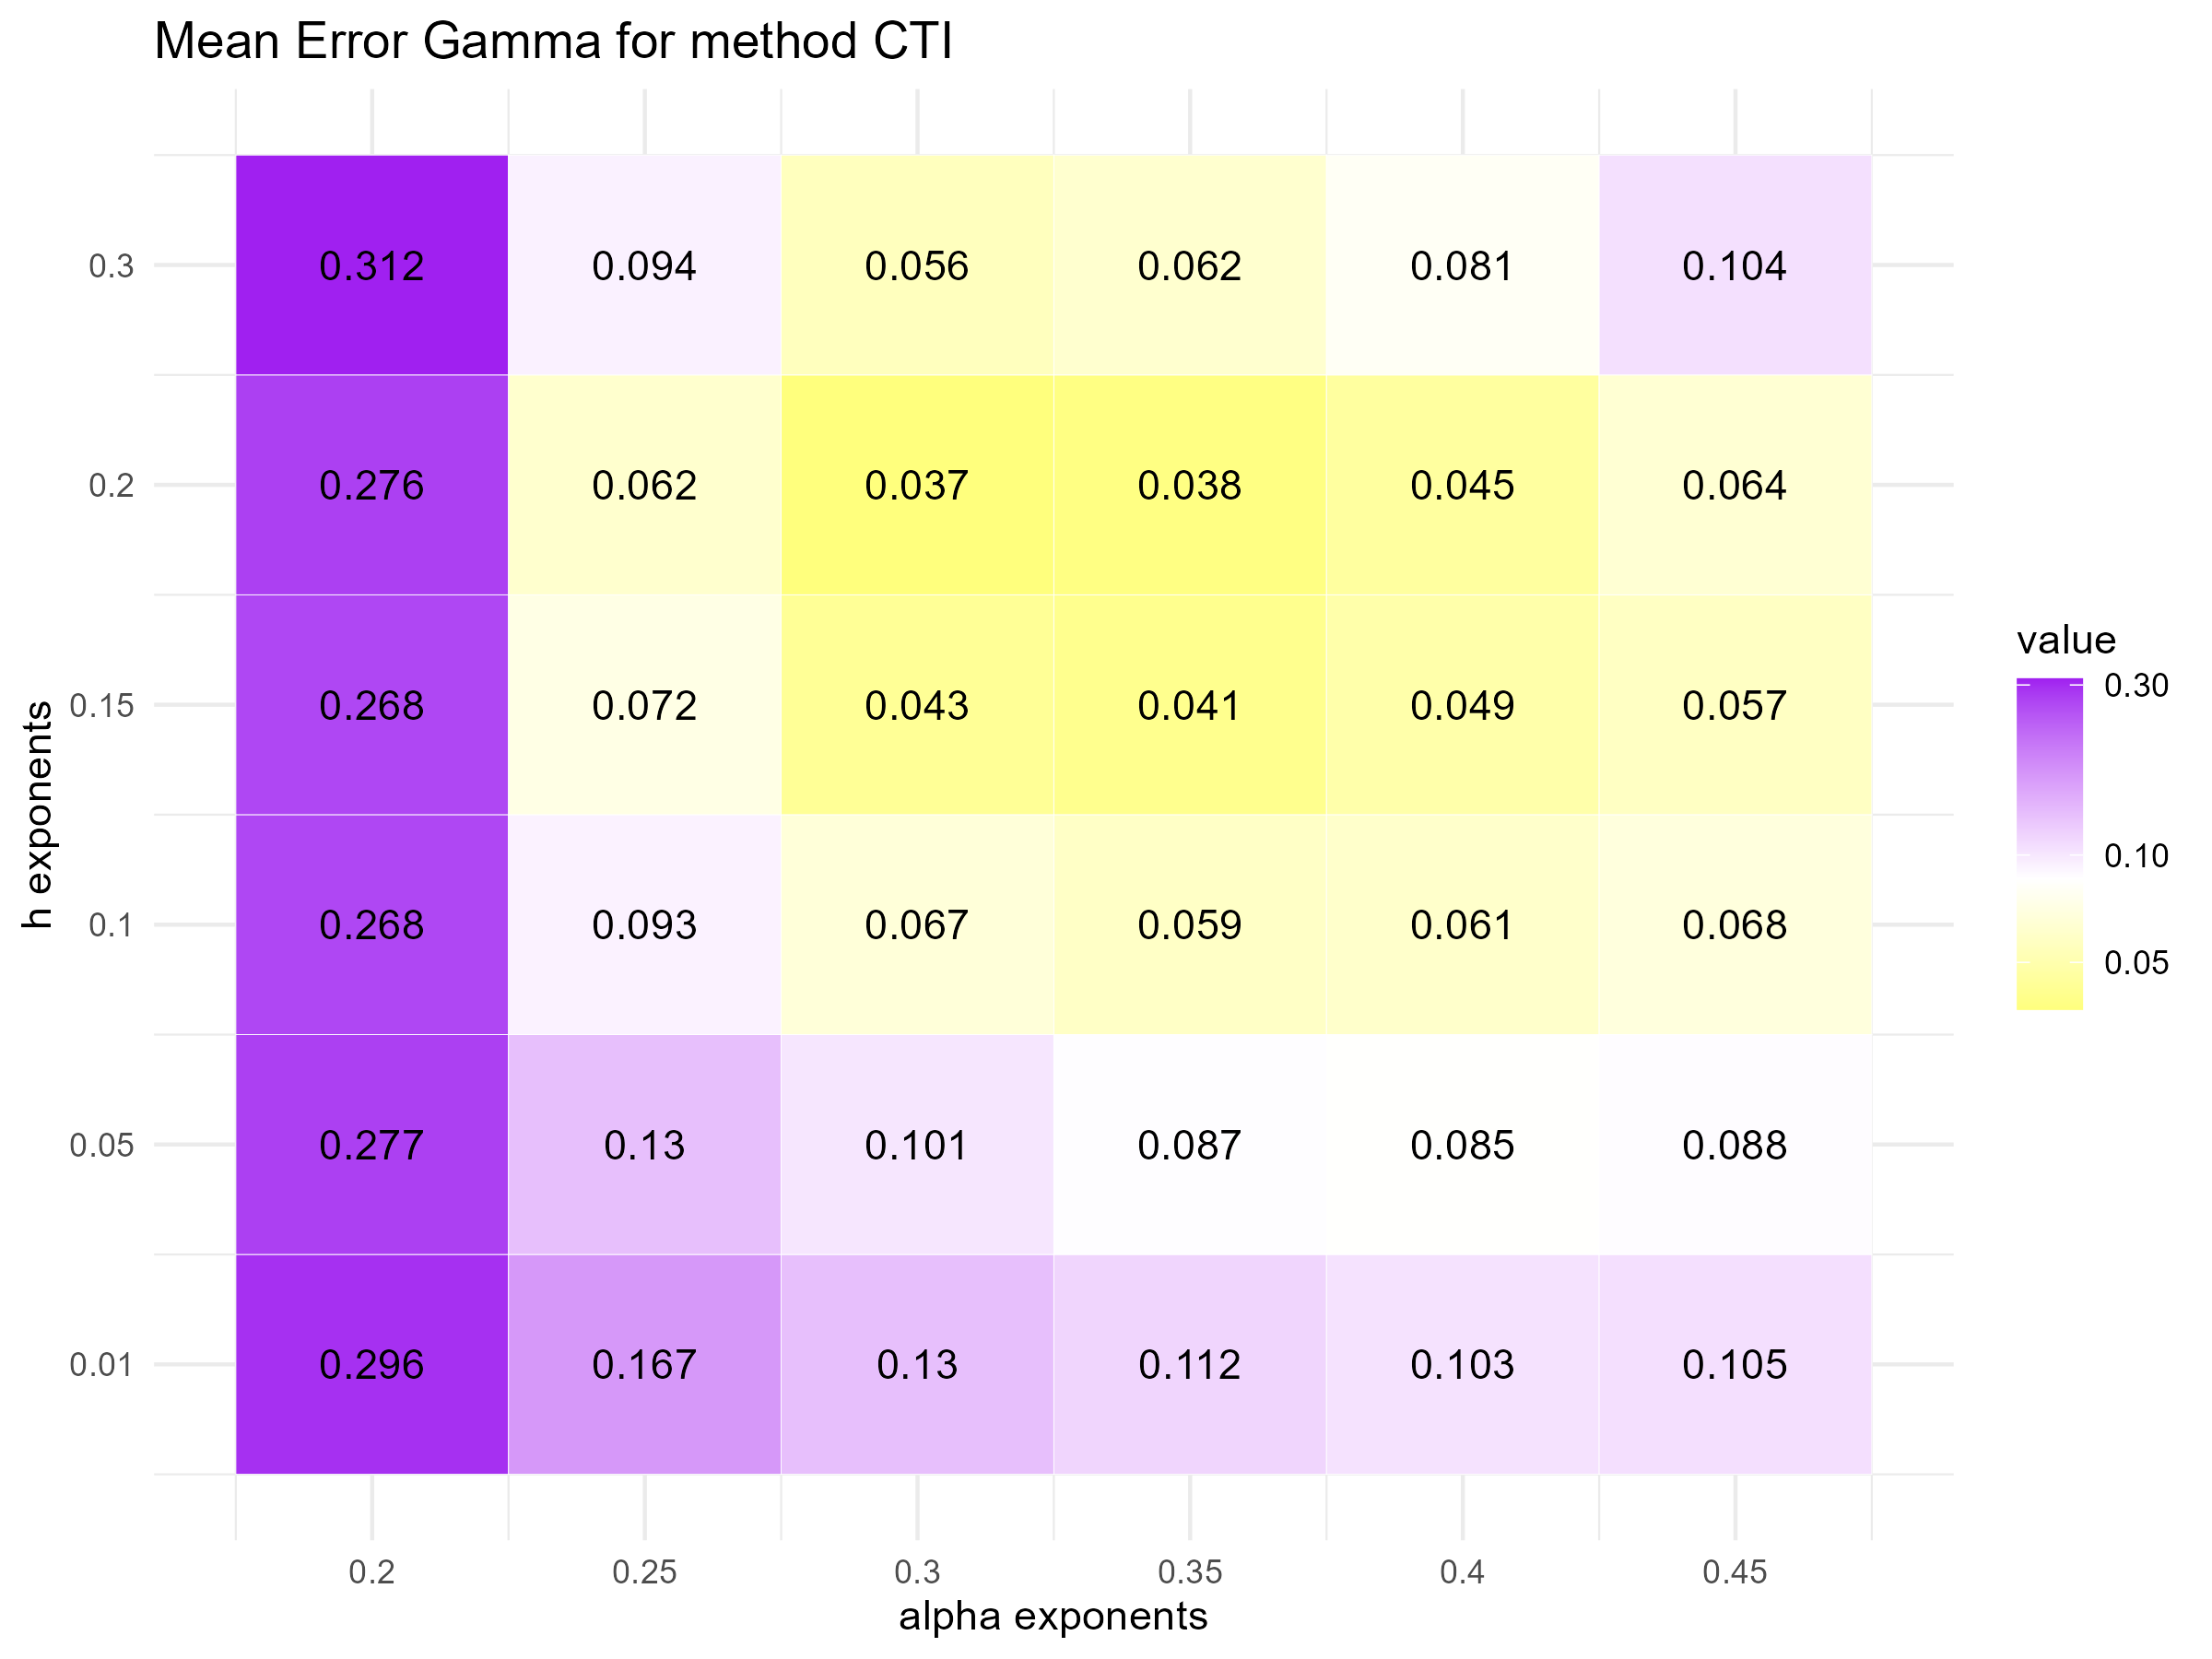 Mean Error Gamma for method CTI
h exponents
0.3 0.312 0.094 0.056 0.062 0.081 0.104
0.2 0.276 0.062 0.037 0.038 0.045 0.064
0.15 0.268 0.072 0.043 0.041 0.049 0.057
0.1 0.268 0.093 0.067 0.059 0.061 0.068
0.05 0.277 0.13 0.101 0.087 0.085 0.088
0.01 0.296 0.167 0.13 0.112 0.103 0.105
0.2 0.25 0.3 0.35 0.4 0.45
alpha exponents
value
0.30
0.10
0.05